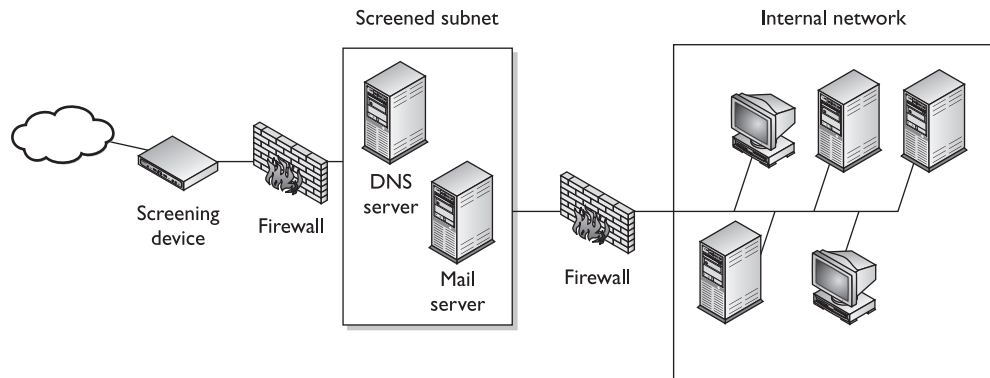 Screened subnet
Internal network
DNS
server
Screening
device
Firewall
Mail
server
Firewall